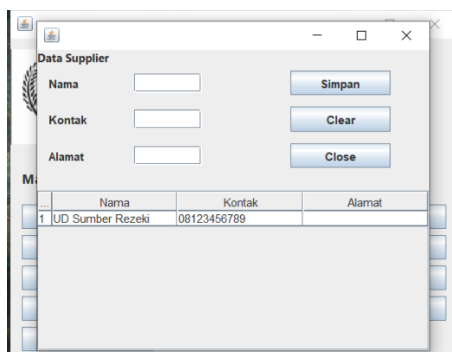 Data Supplier
Nama
Simpan
Kontak
Clear
Alamat
Close
Ma
... Nama Kontak Alamat
1 UD Sumber Rezeki 08123456789